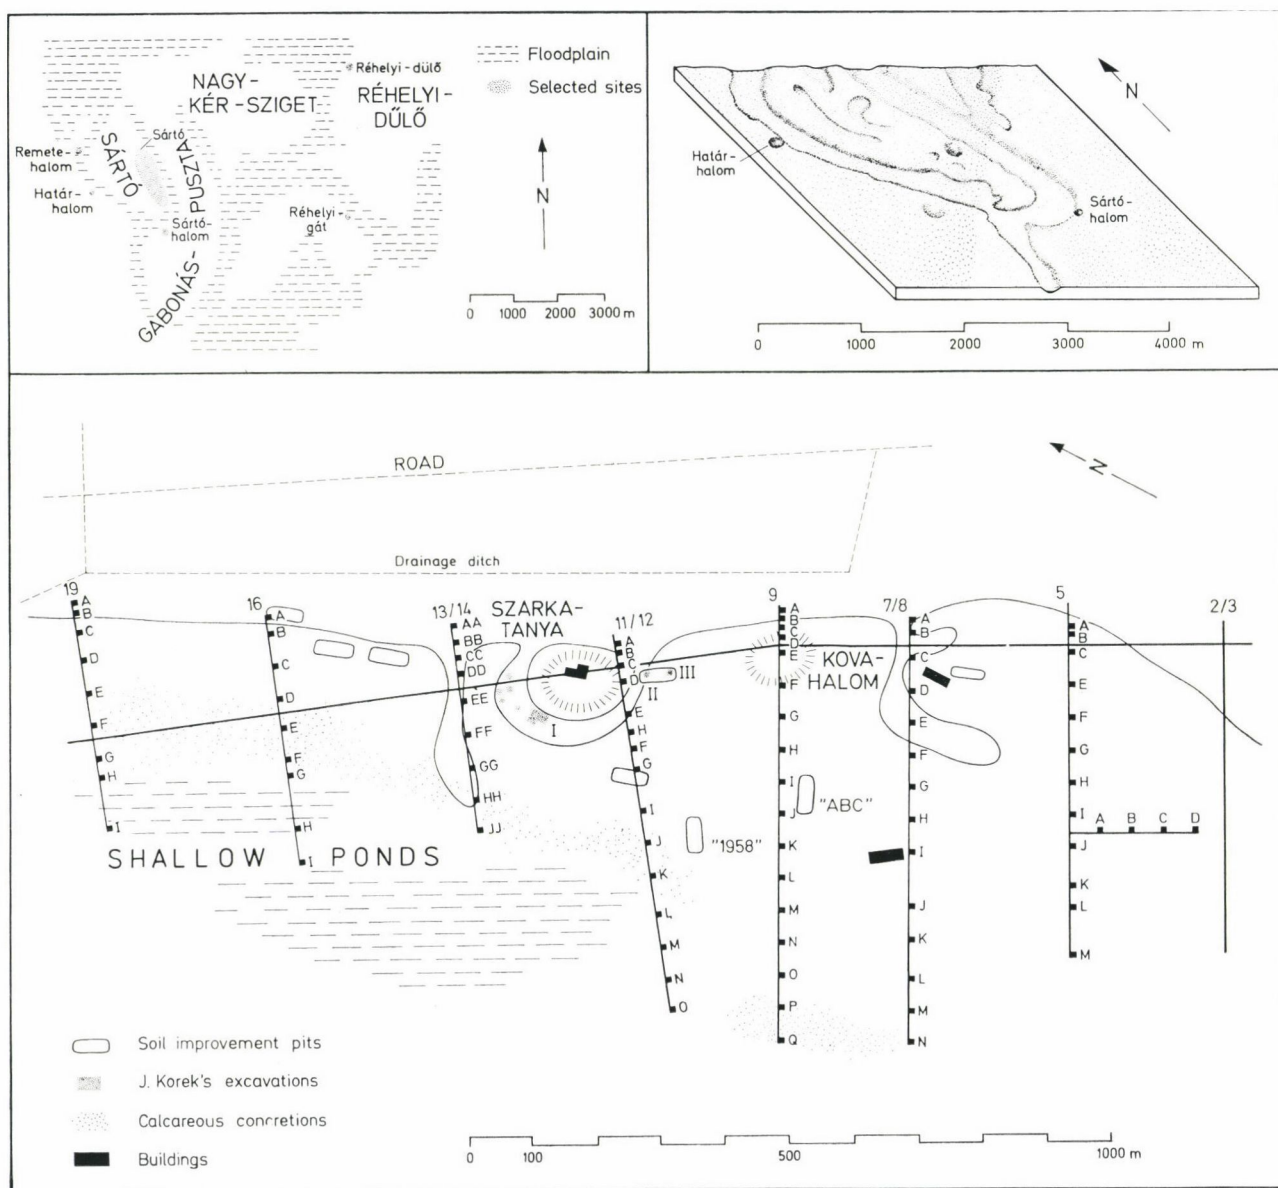 NAGY-
KÉR-SZIGET
Réhelyi-dülő
RÉHELYI-
DŰLŐ
Floodplain
Selected sites
SÁRTÓ
Sártó
Remete-
halom
Határ-
halom
GABONÁS-PUSZTA
Sártó-
halom
Réhelyi-
gát
N
0 1000 2000 3000 m
N
Határ-
halom
Sártó-
halom
0 1000 2000 3000 4000 m
ROAD
N
Drainage ditch
19
A
B
C
D
E
F
G
H
I
16
A
B
C
D
E
F
G
H
I
13/14
AA
BB
CC
DD
EE
FF
GG
HH
JJ
SZARKA-
TANYA
I
11/12
A
B
C
D
E
H
F
G
I
J
K
L
M
N
O
II
III
"1958"
9
A
B
C
D
E
F
G
H
I
J
K
L
M
N
O
P
Q
KOVA-
HALOM
"ABC"
7/8
A
B
C
D
E
F
G
H
I
J
K
L
M
N
5
A
B
C
E
F
G
H
I
J
K
L
M
A B C D
2/3
SHALLOW PONDS
Soil improvement pits
J. Korek's excavations
Calcareous concretions
Buildings
0 100 500 1000 m